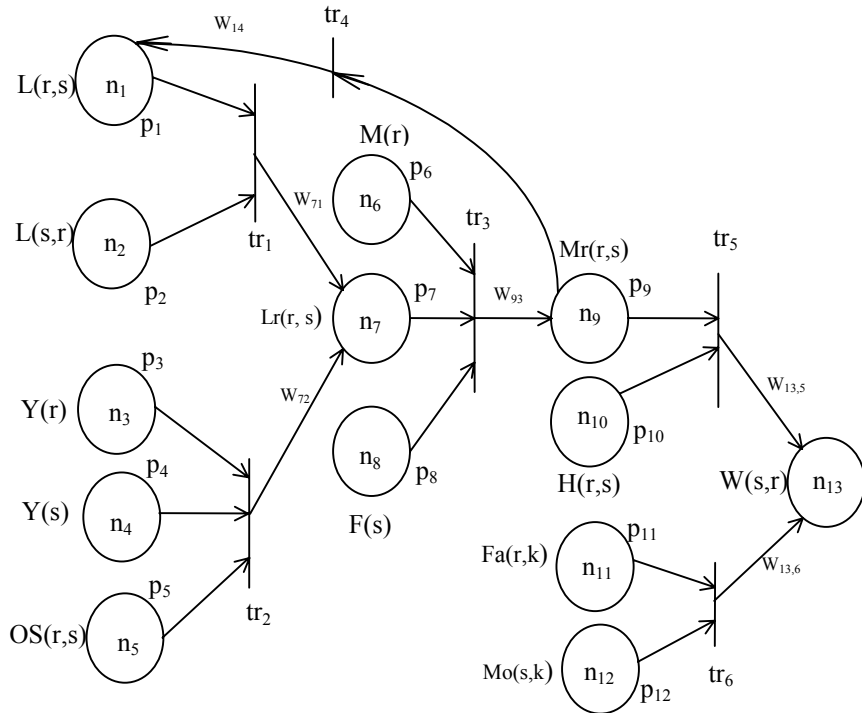 W14
tr4
L(r,s)
n1
p1
M(r)
p6
n6
tr3
tr5
L(s,r)
n2
p2
tr1
W71
Mr(r,s)
p7
p9
Lr(r, s)
n7
W93
n9
p3
Y(r)
n3
W72
W13,5
p4
n8
p8
n10
p10
Y(s)
n4
F(s)
H(r,s)
W(s,r)
n13
p5
p11
Fa(r,k)
n11
W13,6
OS(r,s)
n5
tr2
Mo(s,k)
n12
p12
tr6